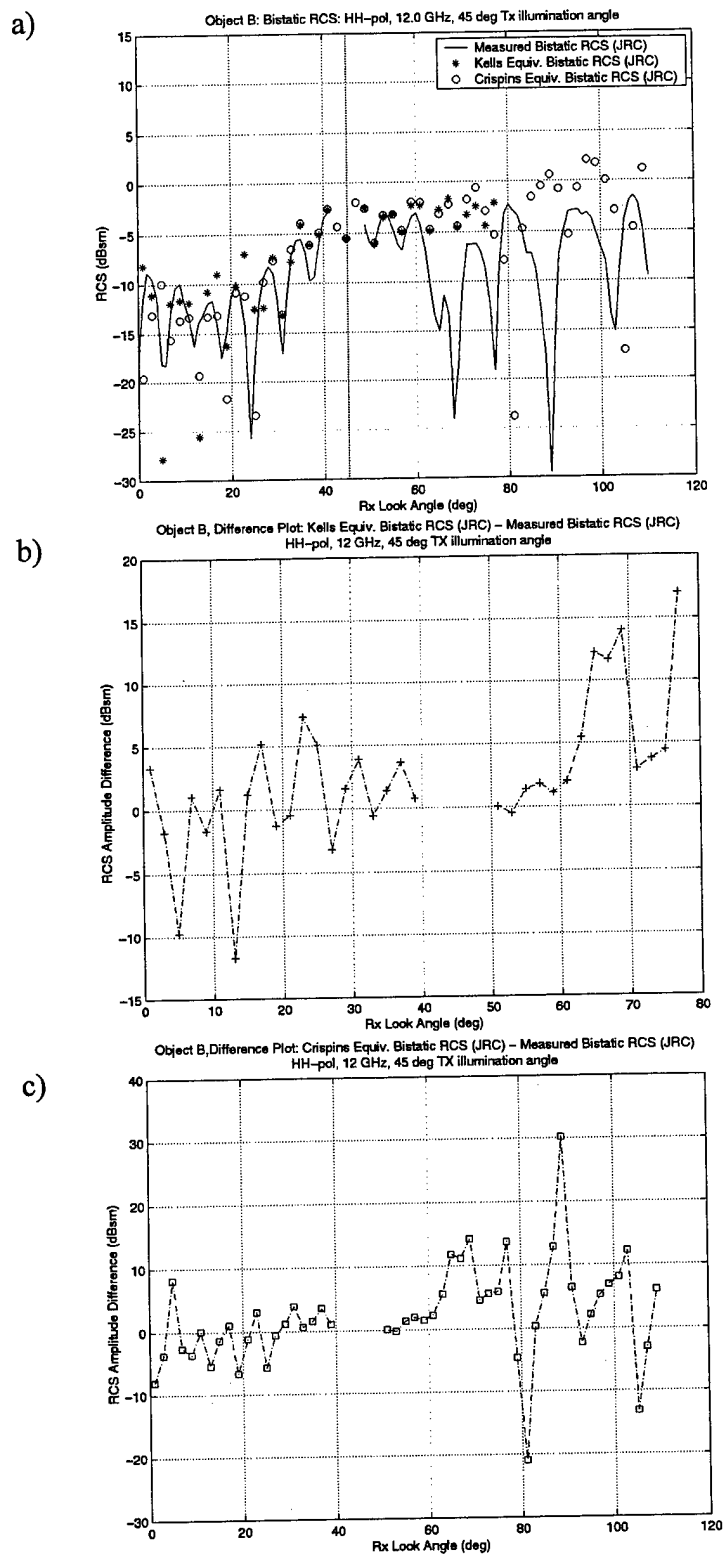 a)
Object B: Bistatic RCS: HH-pol, 12.0 GHz, 45 deg Tx illumination angle
15
10
5
0
-5
-10
-15
-20
-25
-30
RCS (dBsm)
Measured Bistatic RCS (JRC)
Kells Equiv. Bistatic RCS (JRC)
Crispins Equiv. Bistatic RCS (JRC)
0
20
40
60
80
100
120
Rx Look Angle (deg)
b)
Object B, Difference Plot: Kells Equiv. Bistatic RCS (JRC) – Measured Bistatic RCS (JRC)
HH-pol, 12 GHz, 45 deg TX illumination angle
20
15
10
5
0
-5
-10
-15
RCS Amplitude Difference (dBsm)
0
10
20
30
40
50
60
70
80
Rx Look Angle (deg)
c)
Object B,Difference Plot: Crispins Equiv. Bistatic RCS (JRC) – Measured Bistatic RCS (JRC)
HH-pol, 12 GHz, 45 deg TX illumination angle
40
30
20
10
0
-10
-20
-30
RCS Amplitude Difference (dBsm)
0
20
40
60
80
100
120
Rx Look Angle (deg)